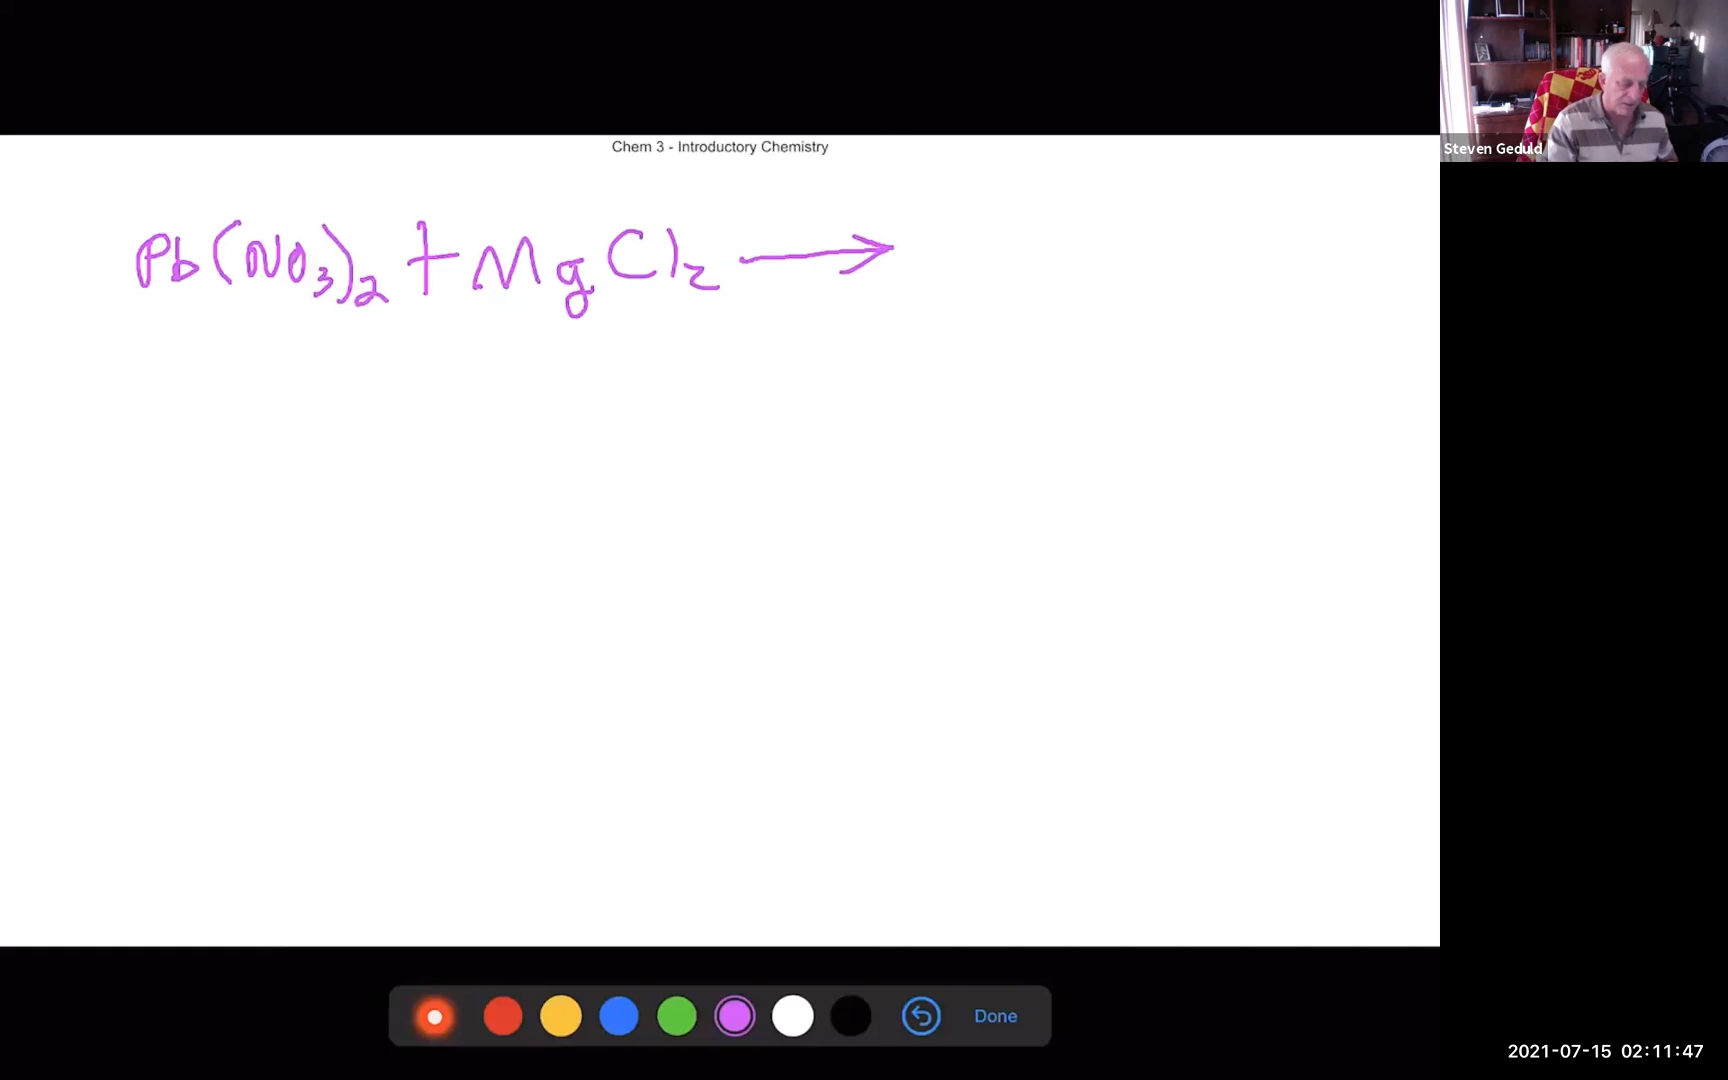 Chem 3 - Introductory Chemistry
Steven Geduld
Pb(NO₃)₂ + MgCl₂ ⟶
Done
2021-07-15 02:11:47